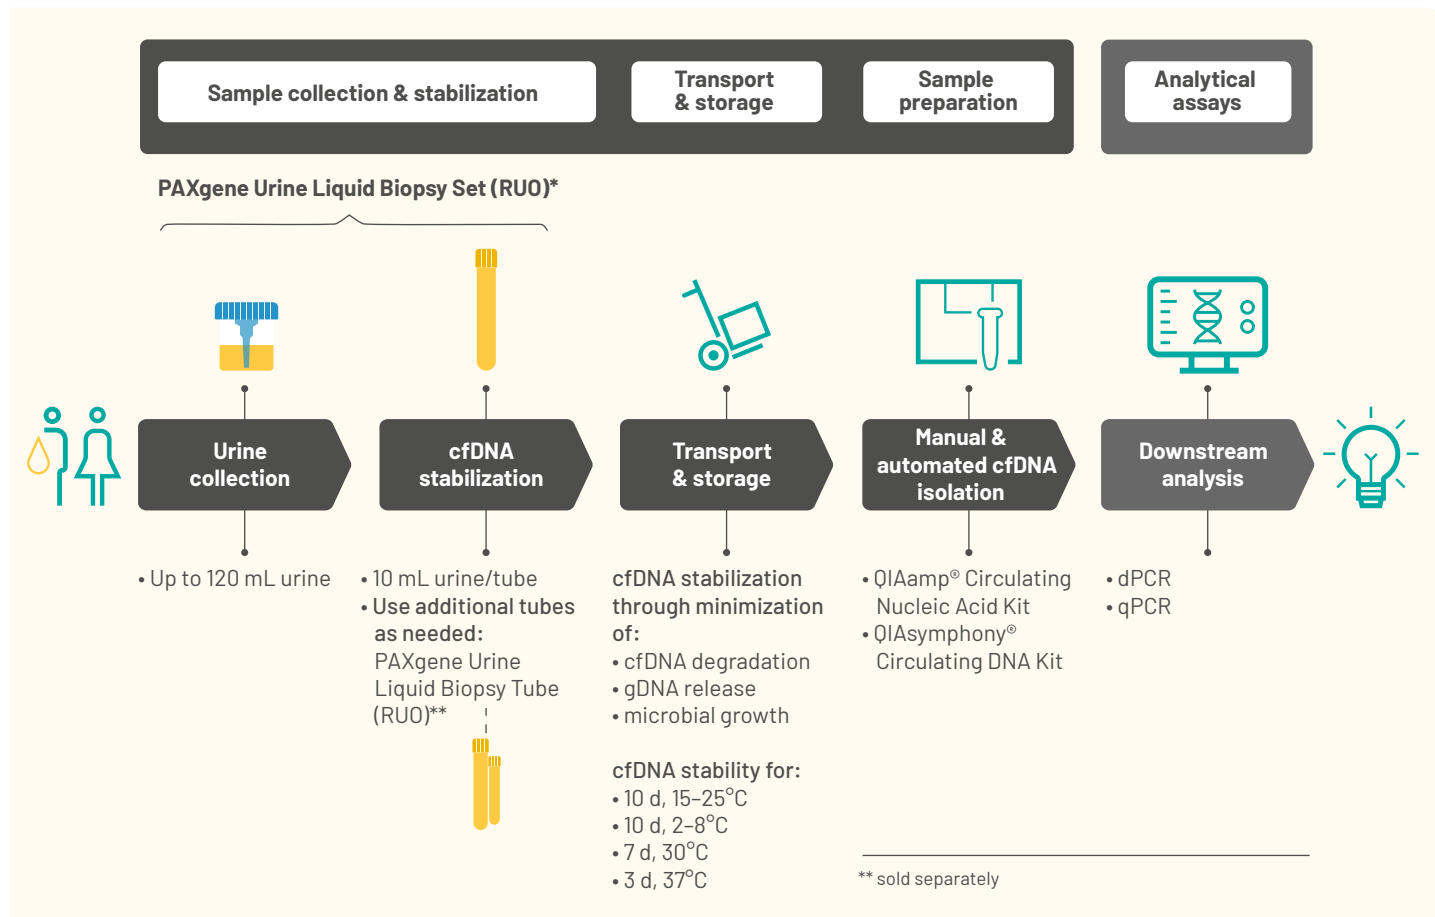 Sample collection & stabilization
Transport
& storage
Sample
preparation
Analytical
assays
PAXgene Urine Liquid Biopsy Set (RUO)*
Urine
collection
cfDNA
stabilization
Transport
& storage
Manual &
automated cfDNA
isolation
Downstream
analysis
• Up to 120 mL urine
• 10 mL urine/tube
• Use additional tubes
as needed:
PAXgene Urine
Liquid Biopsy Tube
(RUO)**
cfDNA stabilization
through minimization
of:
• cfDNA degradation
• gDNA release
• microbial growth
cfDNA stability for:
• 10 d, 15–25°C
• 10 d, 2–8°C
• 7 d, 30°C
• 3 d, 37°C
• QIAamp® Circulating
Nucleic Acid Kit
• QIAsymphony®
Circulating DNA Kit
• dPCR
• qPCR
** sold separately